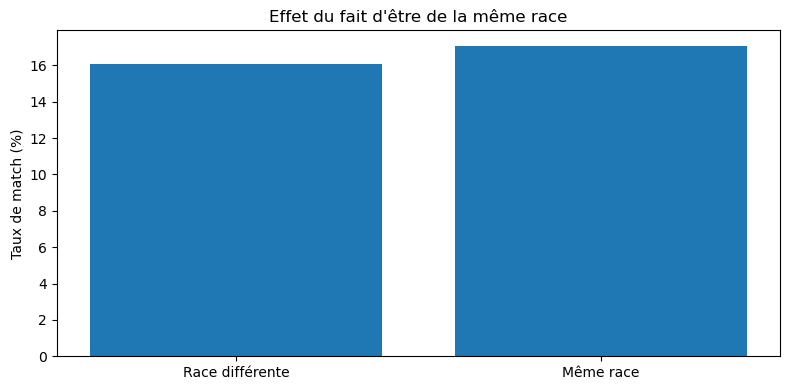 Effet du fait d'être de la même race
Taux de match (%)
16
14
12
10
8
6
4
2
0
Race différente
Même race